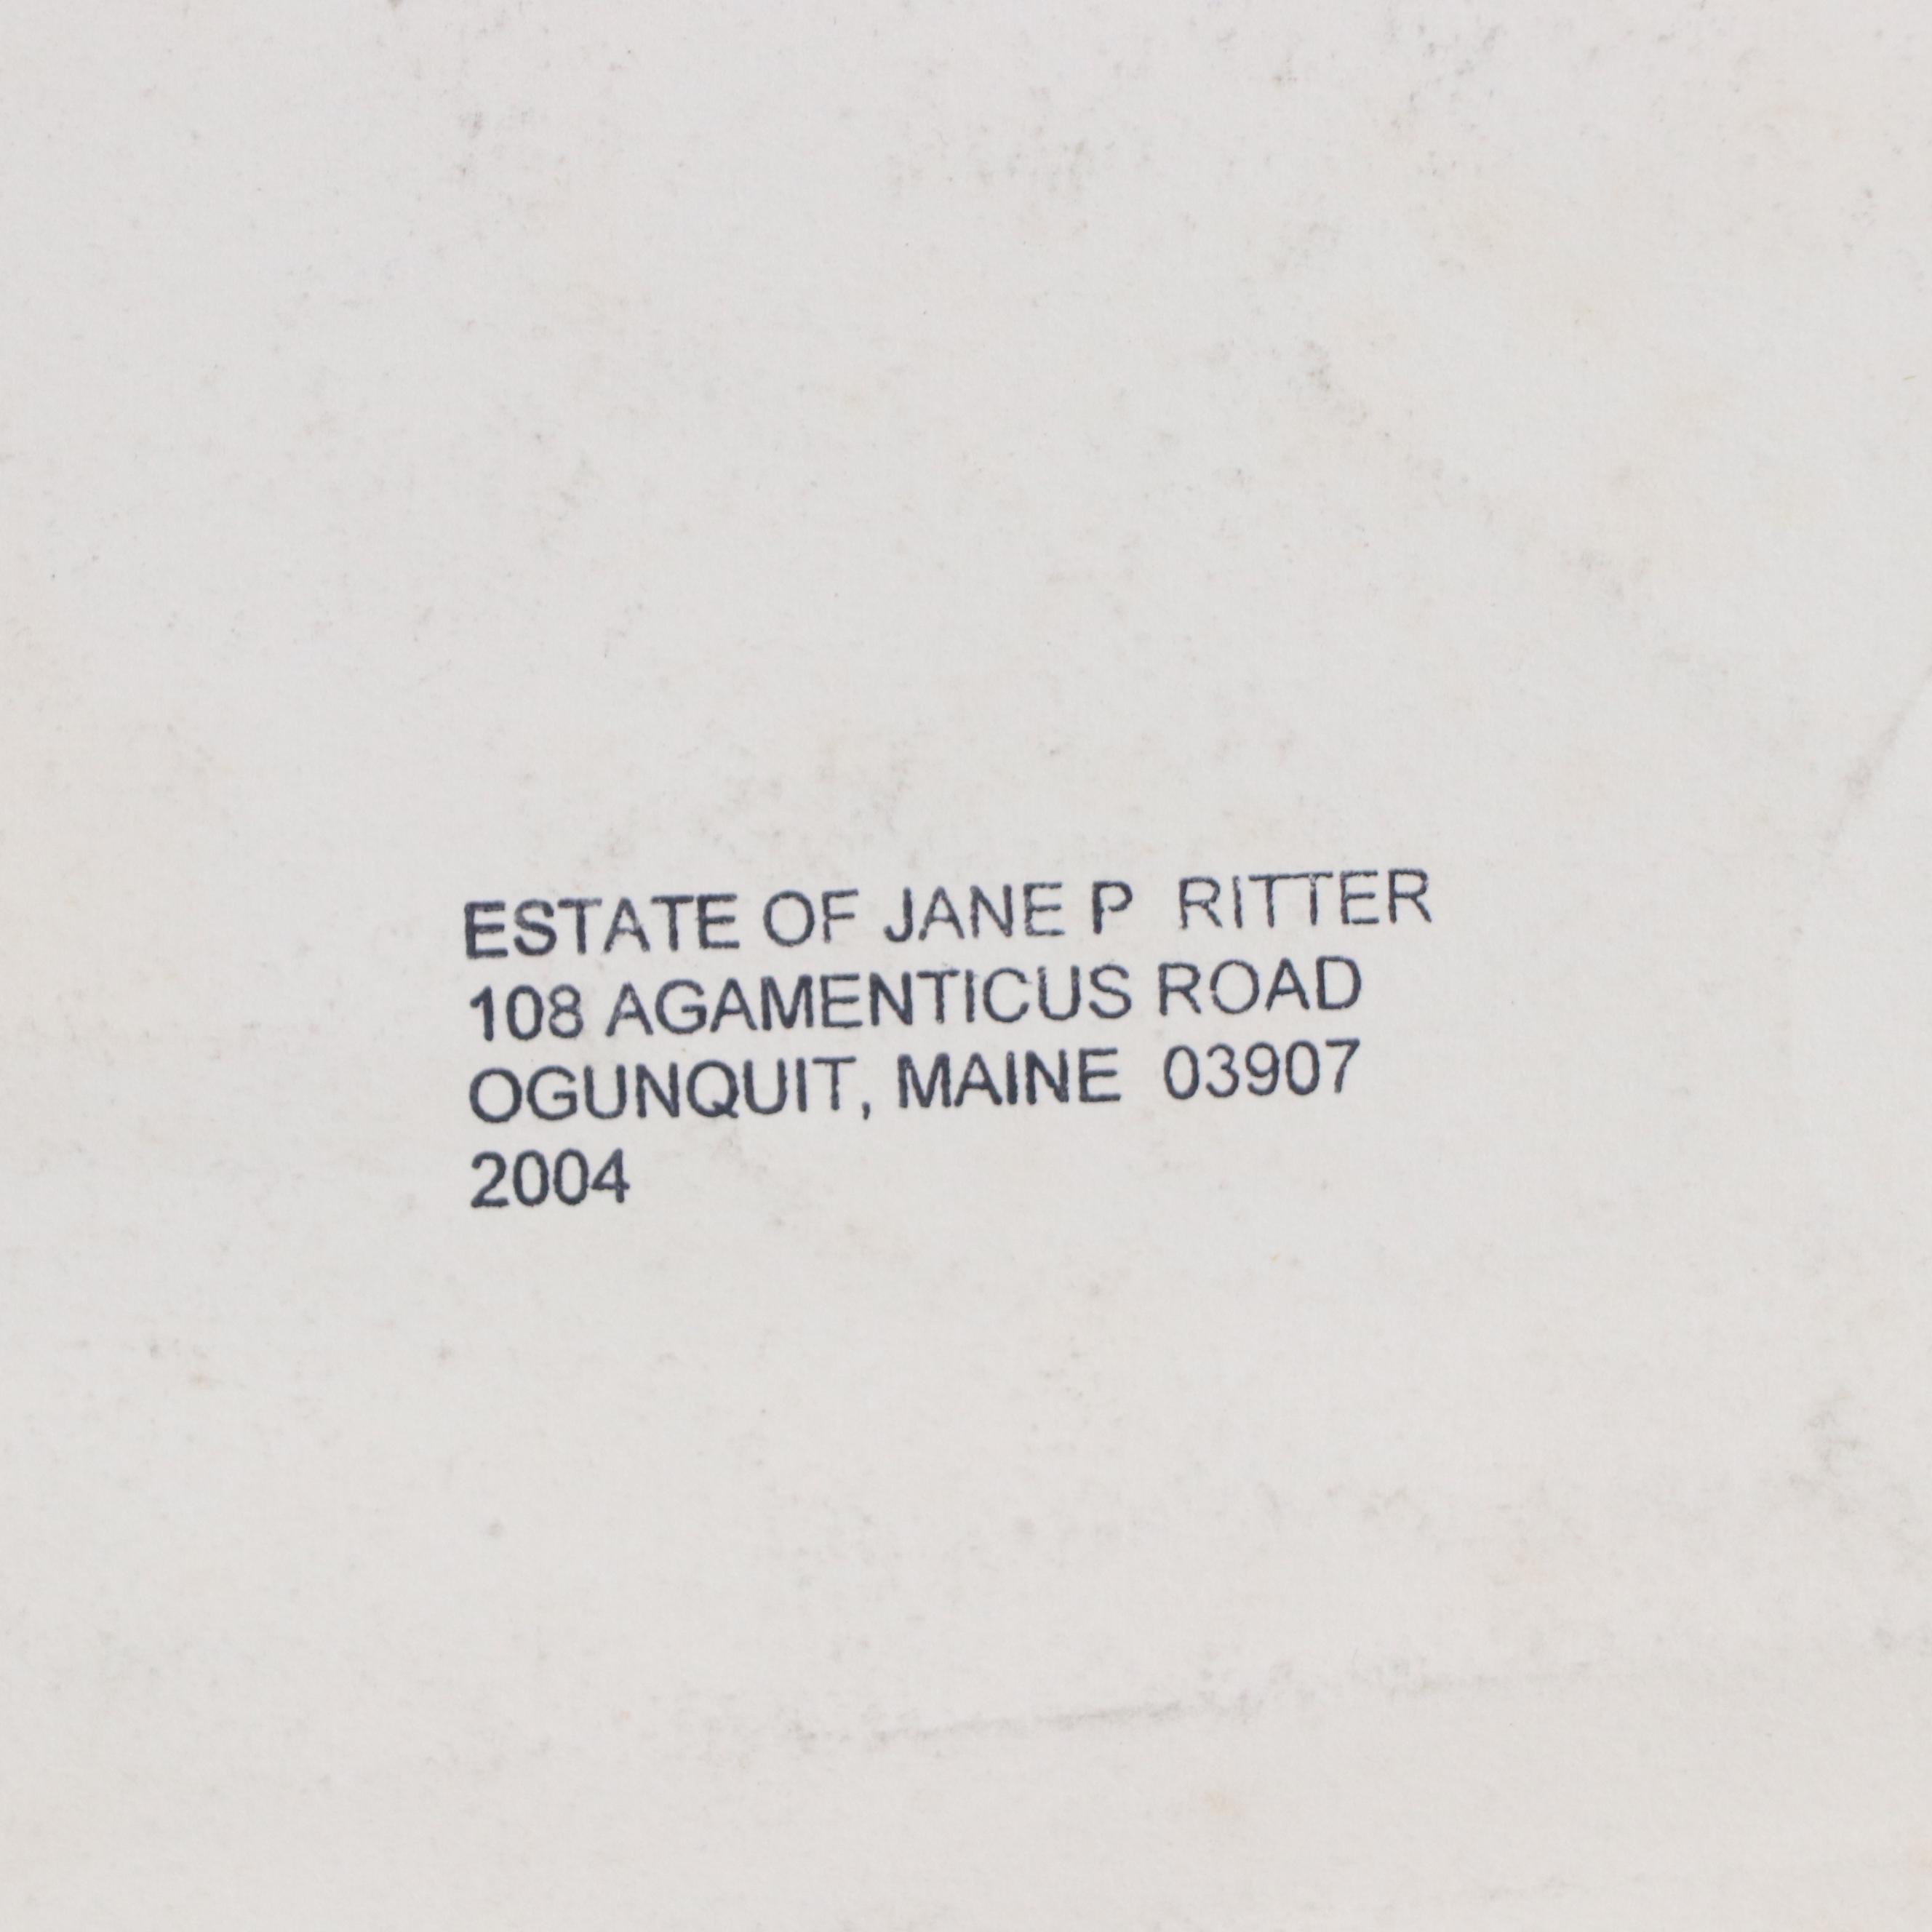 ESTATE OF JANE P RITTER
108 AGAMENTICUS ROAD
OGUNQUIT, MAINE 03907
2004